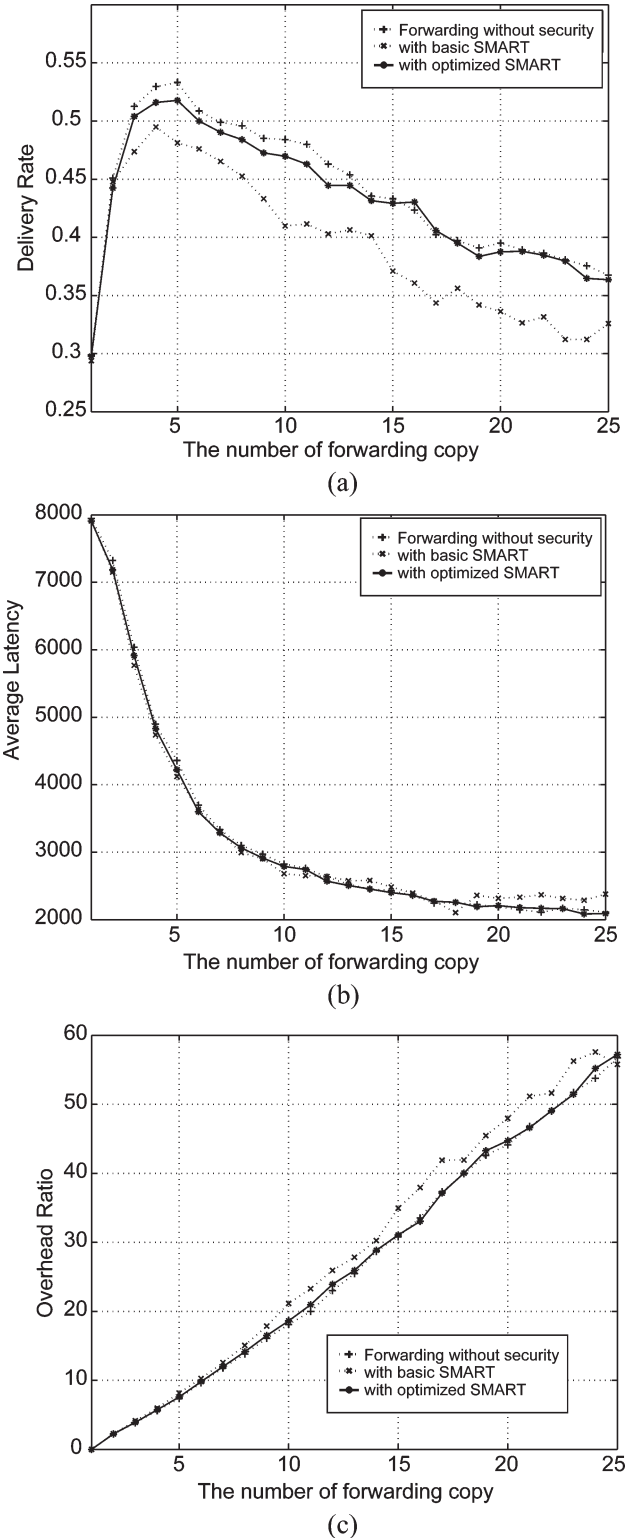 Forwarding without security
with basic SMART
with optimized SMART
0.55
0.5
0.45
0.4
0.35
0.3
0.25
Delivery Rate
5 10 15 20 25
The number of forwarding copy
(a)
8000
7000
6000
5000
4000
3000
2000
Average Latency
Forwarding without security
with basic SMART
with optimized SMART
5 10 15 20 25
The number of forwarding copy
(b)
60
50
40
30
20
10
0
Overhead Ratio
Forwarding without security
with basic SMART
with optimized SMART
5 10 15 20 25
The number of forwarding copy
(c)